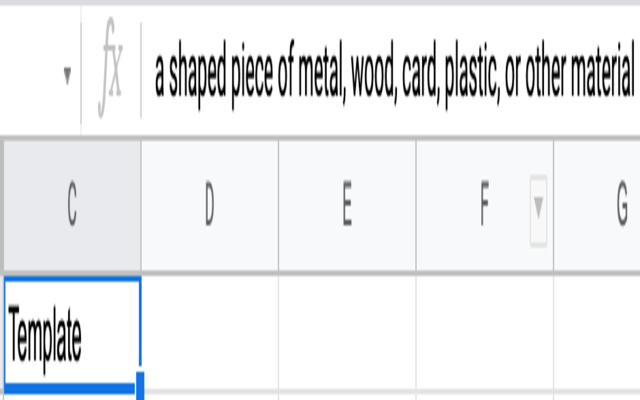 fx a shaped piece of metal, wood, card, plastic, or other material
C D E F G
Template